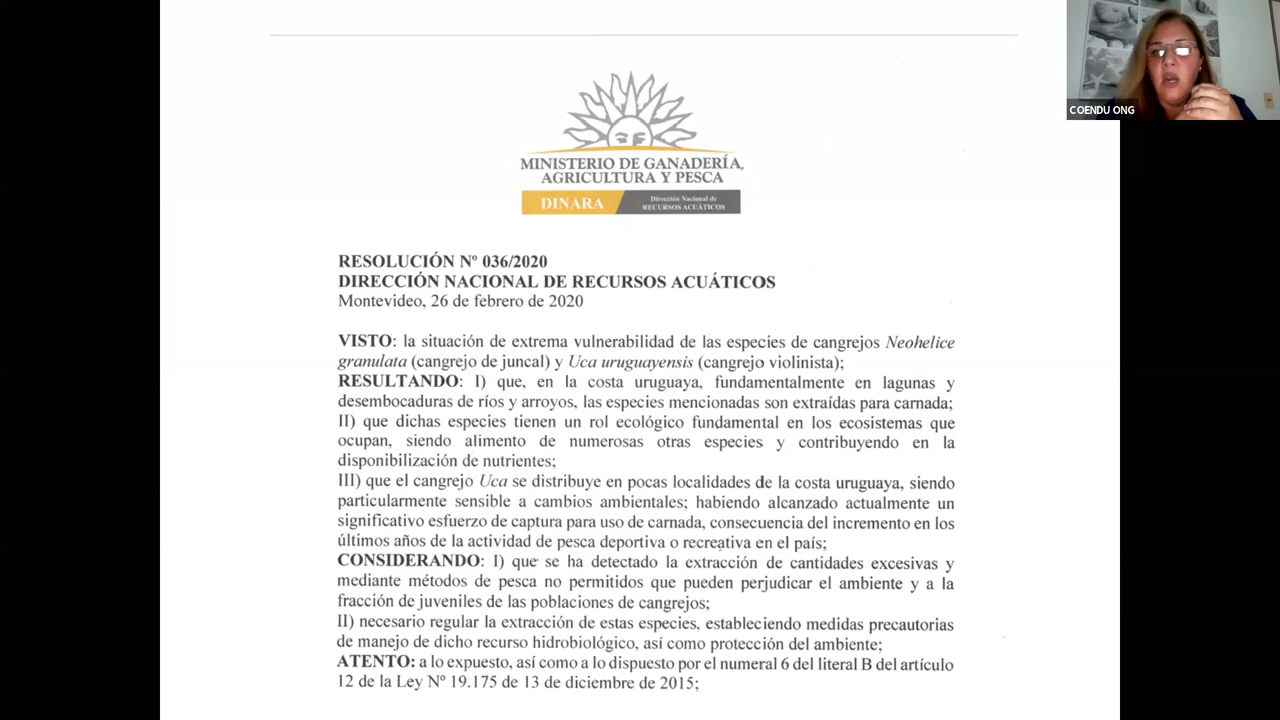 MINISTERIO DE GANADERÍA,
AGRICULTURA Y PESCA
DINARA
Dirección Nacional de
RECURSOS ACUÁTICOS
COENDU ONG
RESOLUCIÓN Nº 036/2020
DIRECCIÓN NACIONAL DE RECURSOS ACUÁTICOS
Montevideo, 26 de febrero de 2020
VISTO: la situación de extrema vulnerabilidad de las especies de cangrejos Neohelice
granulata (cangrejo de juncal) y Uca uruguayensis (cangrejo violinista);
RESULTANDO: I) que, en la costa uruguaya, fundamentalmente en lagunas y
desembocaduras de ríos y arroyos, las especies mencionadas son extraídas para carnada;
II) que dichas especies tienen un rol ecológico fundamental en los ecosistemas que
ocupan, siendo alimento de numerosas otras especies y contribuyendo en la
disponibilización de nutrientes;
III) que el cangrejo Uca se distribuye en pocas localidades de la costa uruguaya, siendo
particularmente sensible a cambios ambientales; habiendo alcanzado actualmente un
significativo esfuerzo de captura para uso de carnada, consecuencia del incremento en los
últimos años de la actividad de pesca deportiva o recreativa en el país;
CONSIDERANDO: I) que se ha detectado la extracción de cantidades excesivas y
mediante métodos de pesca no permitidos que pueden perjudicar el ambiente y a la
fracción de juveniles de las poblaciones de cangrejos;
II) necesario regular la extracción de estas especies, estableciendo medidas precautorias
de manejo de dicho recurso hidrobiológico, así como protección del ambiente;
ATENTO: a lo expuesto, así como a lo dispuesto por el numeral 6 del literal B del artículo
12 de la Ley Nº 19.175 de 13 de diciembre de 2015;